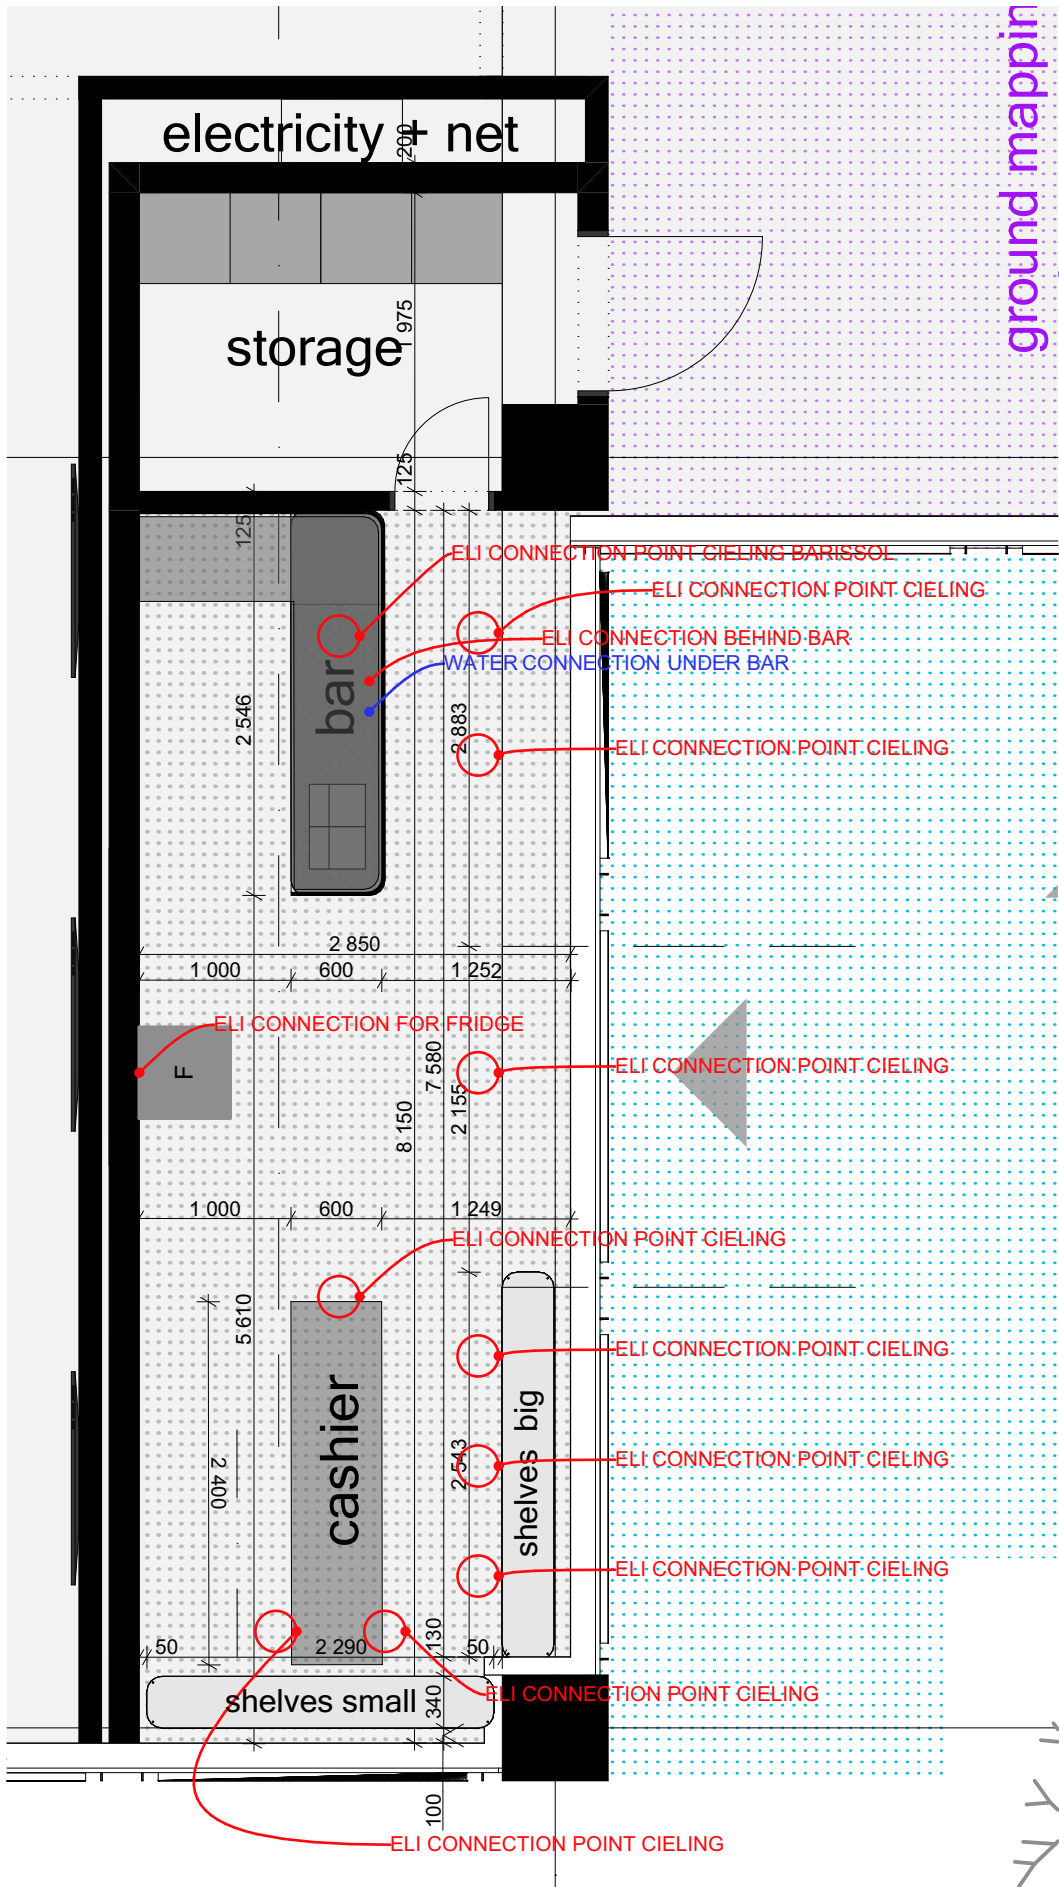 ground mappin
electricity + net
200
storage
1 975
125
125
ELI CONNECTION POINT CIELING BARISSOL
ELI CONNECTION POINT CIELING
ELI CONNECTION BEHIND BAR
WATER CONNECTION UNDER BAR
bar
2 546
2 883
ELI CONNECTION POINT CIELING
2 850
1 000
600
1 252
ELI CONNECTION FOR FRIDGE
F
7 580
2 155
8 150
ELI CONNECTION POINT CIELING
1 000
600
1 249
ELI CONNECTION POINT CIELING
5 610
ELI CONNECTION POINT CIELING
cashier
shelves big
2 400
2 543
ELI CONNECTION POINT CIELING
ELI CONNECTION POINT CIELING
50
2 290
130
50
shelves small
340
ELI CONNECTION POINT CIELING
100
ELI CONNECTION POINT CIELING